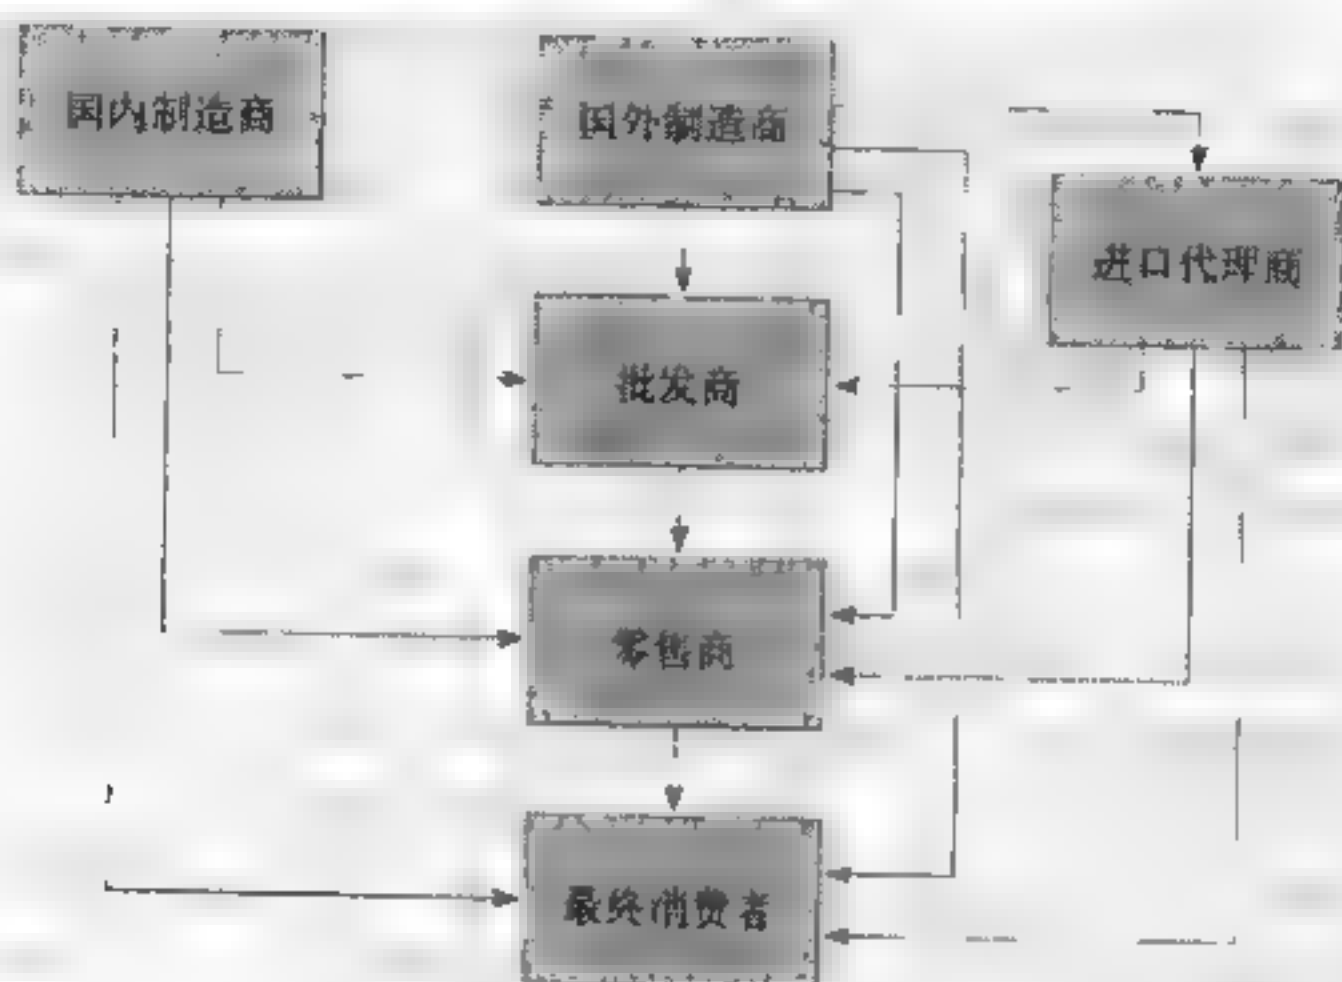 国内制造商
国外制造商
进口代理商
批发商
零售商
最终消费者